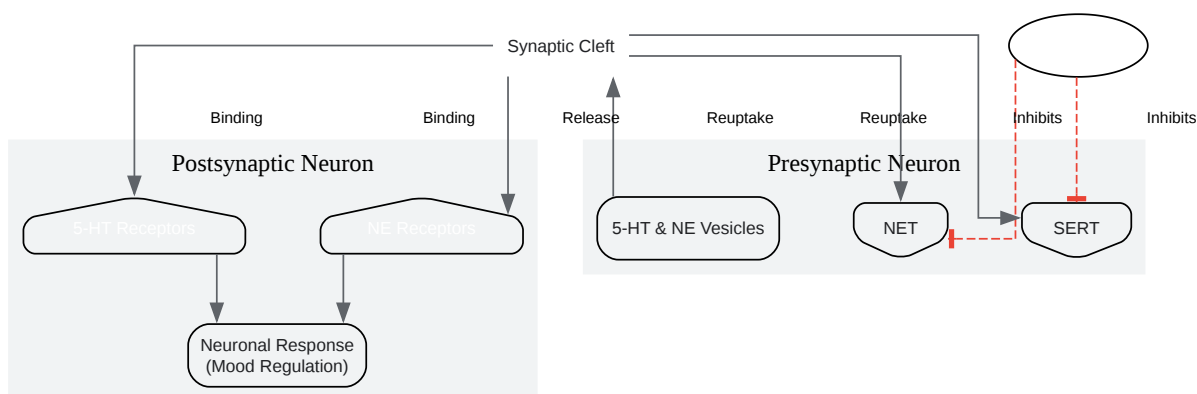 Synaptic Cleft
Binding
Binding
Release
Reuptake
Reuptake
Inhibits
Inhibits
Postsynaptic Neuron
Presynaptic Neuron
5-HT Receptors
NE Receptors
5-HT & NE Vesicles
NET
SERT
Neuronal Response
(Mood Regulation)